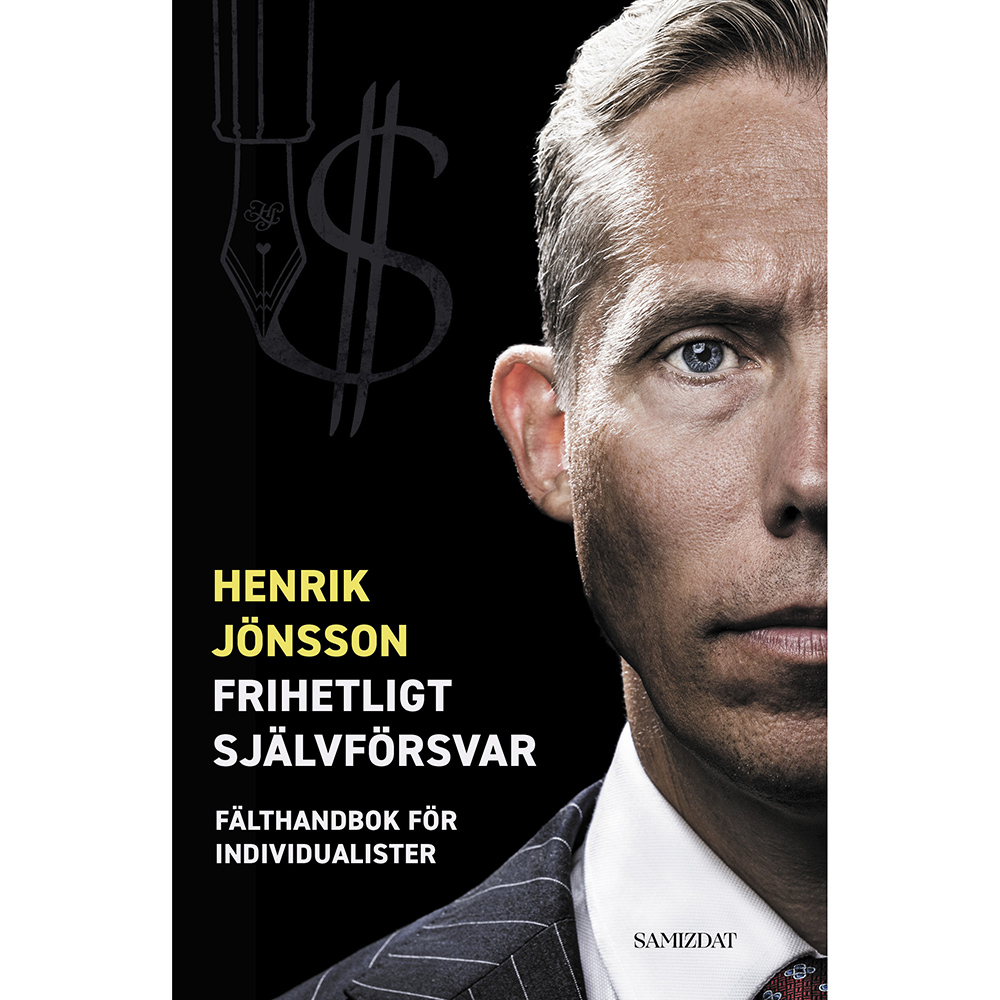 HENRIK
JÖNSSON
FRIHETLIGT
SJÄLVFÖRSVAR
FÄLTHANDBOK FÖR
INDIVIDUALISTER
SAMIZDAT